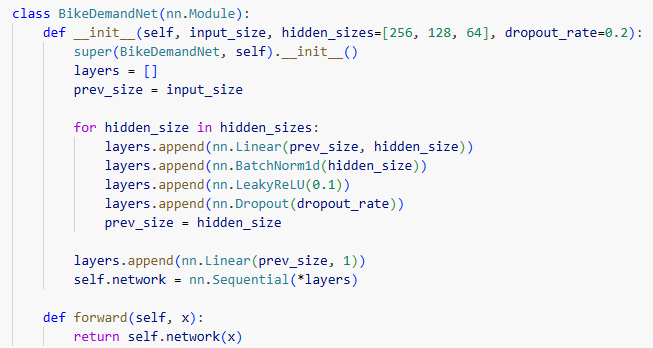 class BikeDemandNet(nn.Module):
    def __init__(self, input_size, hidden_sizes=[256, 128, 64], dropout_rate=0.2):
        super(BikeDemandNet, self).__init__()
        layers = []
        prev_size = input_size

        for hidden_size in hidden_sizes:
            layers.append(nn.Linear(prev_size, hidden_size))
            layers.append(nn.BatchNorm1d(hidden_size))
            layers.append(nn.LeakyReLU(0.1))
            layers.append(nn.Dropout(dropout_rate))
            prev_size = hidden_size

        layers.append(nn.Linear(prev_size, 1))
        self.network = nn.Sequential(*layers)

    def forward(self, x):
        return self.network(x)